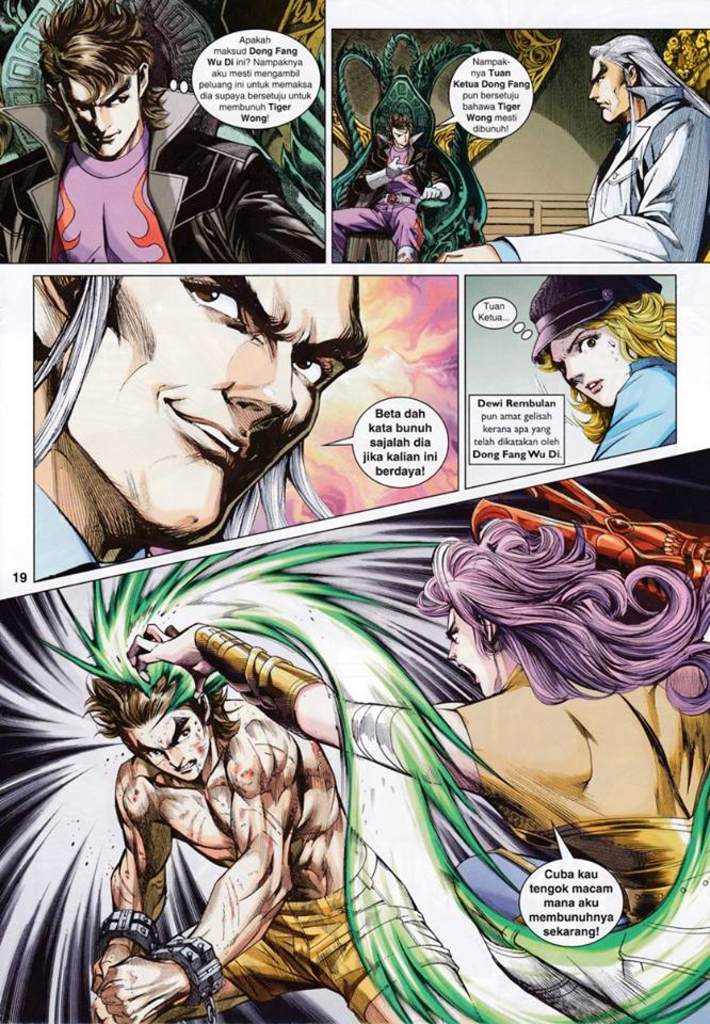 Apakah
maksud Dong Fang
Wu Di ini? Nampaknya
aku mesti mengambil
peluang ini untuk memaksa
dia supaya bersetuju untuk
membunuh Tiger
Wong!
Nampak-
nya Tuan
Ketua Dong Fang
pun bersetuju
bahawa Tiger
Wong mesti
dibunuh!
Beta dah
kata bunuh
sajalah dia
jika kalian ini
berdaya!
Tuan
Ketua...
Dewi Rembulan
pun amat gelisah
kerana apa yang
telah dikatakan oleh
Dong Fang Wu Di.
19
Cuba kau
tengok macam
mana aku
membunuhnya
sekarang!